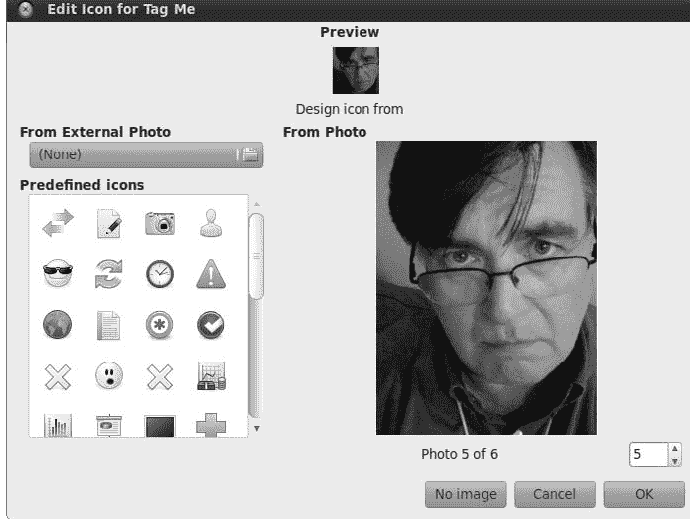 Edit Icon for Tag Me
Preview
Design icon from
From External Photo
(None)
Predefined icons
From Photo
Photo 5 of 6
5
No image
Cancel
OK